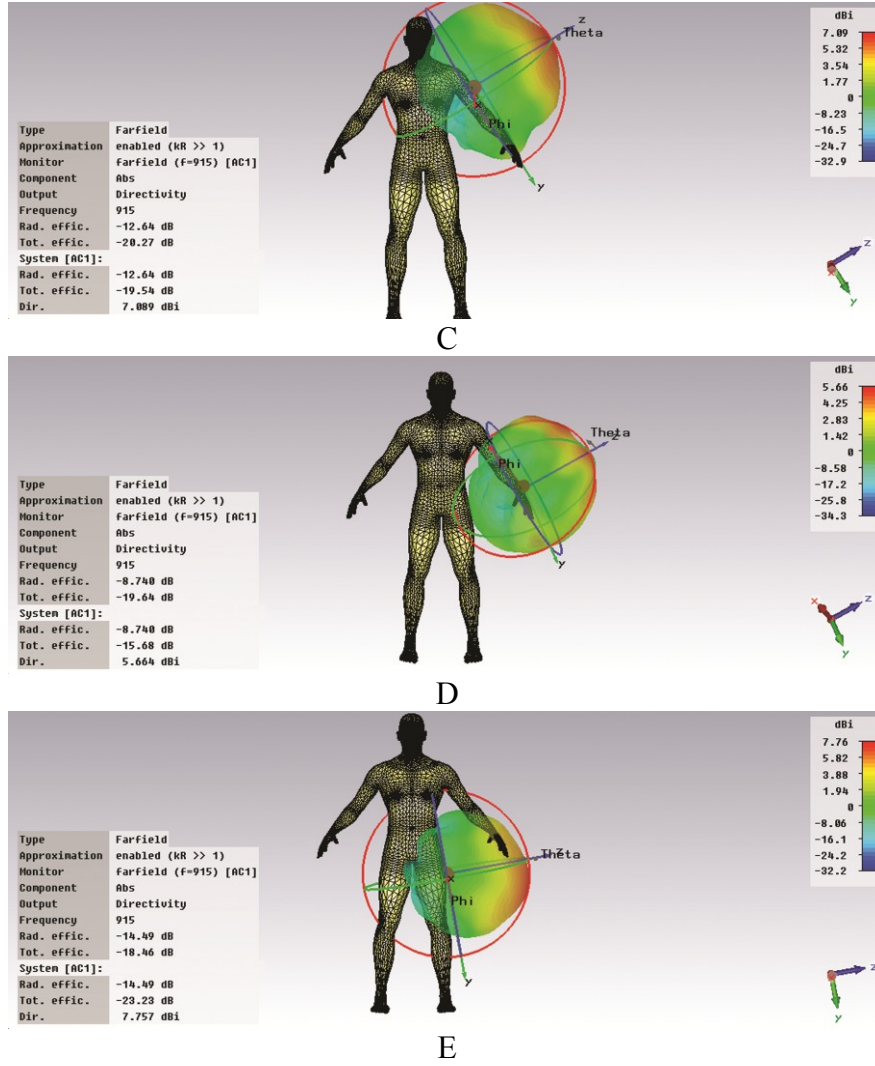 dBi
7.09
5.32
3.54
1.77
0
-8.23
-16.5
-24.7
-32.9
z
Theta
x
Phi
y
Type Farfield
Approximation enabled (kR >> 1)
Monitor farfield (f=915) [AC1]
Component Abs
Output Directivity
Frequency 915
Rad. effic. -12.64 dB
Tot. effic. -20.27 dB
System [AC1]:
Rad. effic. -12.64 dB
Tot. effic. -19.54 dB
Dir. 7.089 dBi
z
x
y
C
dBi
5.66
4.25
2.83
1.42
0
-8.58
-17.2
-25.8
-34.3
Theta
z
Phi
y
Type Farfield
Approximation enabled (kR >> 1)
Monitor farfield (f=915) [AC1]
Component Abs
Output Directivity
Frequency 915
Rad. effic. -8.740 dB
Tot. effic. -19.64 dB
System [AC1]:
Rad. effic. -8.740 dB
Tot. effic. -15.68 dB
Dir. 5.664 dBi
x
z
y
D
dBi
7.76
5.82
3.88
1.94
0
-8.06
-16.1
-24.2
-32.2
z
Theta
x
Phi
y
Type Farfield
Approximation enabled (kR >> 1)
Monitor farfield (f=915) [AC1]
Component Abs
Output Directivity
Frequency 915
Rad. effic. -14.49 dB
Tot. effic. -18.46 dB
System [AC1]:
Rad. effic. -14.49 dB
Tot. effic. -23.23 dB
Dir. 7.757 dBi
z
y
E